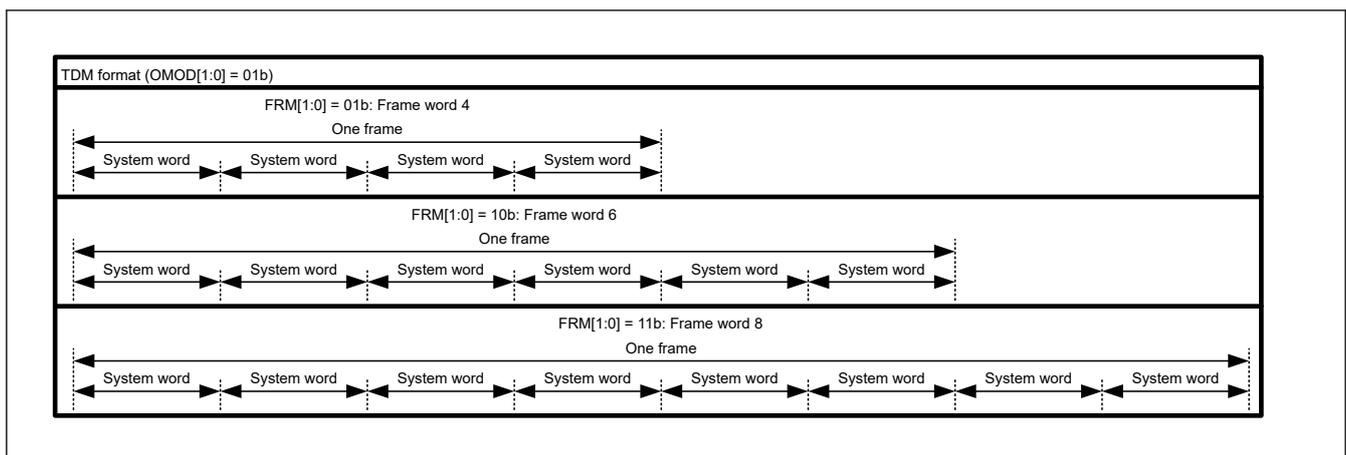 TDM format (OMOD[1:0] = 01b)
FRM[1:0] = 01b: Frame word 4
One frame
System word System word System word System word
FRM[1:0] = 10b: Frame word 6
One frame
System word System word System word System word System word System word
FRM[1:0] = 11b: Frame word 8
One frame
System word System word System word System word System word System word System word System word